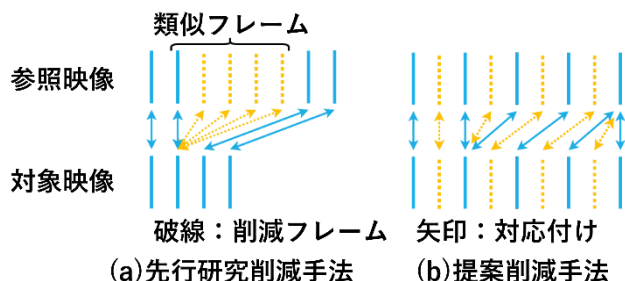 類似フレーム
参照映像
対象映像
破線：削減フレーム
矢印：対応付け
(a)先行研究削減手法
(b)提案削減手法